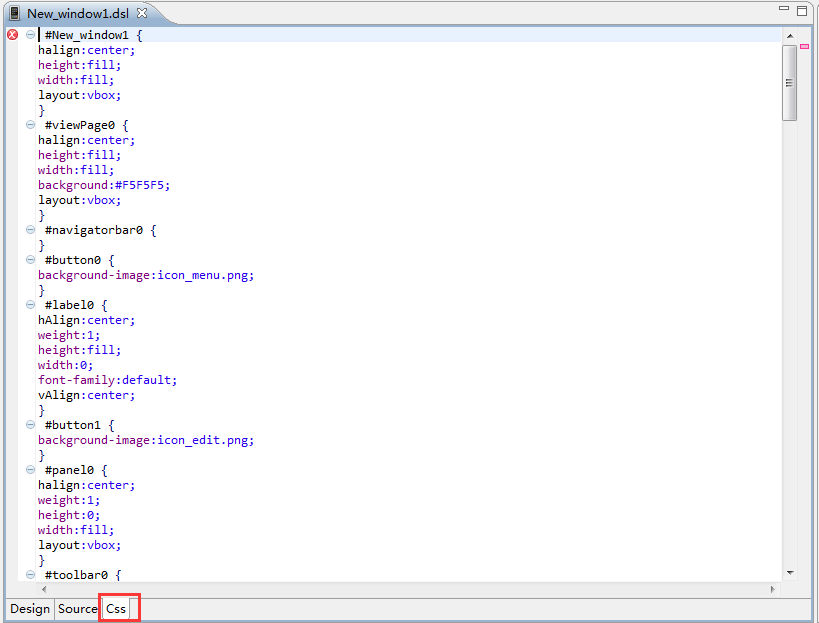 New_window1.dsl
#New_window1 {
halign:center;
height:fill;
width:fill;
layout:vbox;
}
#viewPage0 {
halign:center;
height:fill;
width:fill;
background:#F5F5F5;
layout:vbox;
}
#navigatorbar0 {
}
#button0 {
background-image:icon_menu.png;
}
#label0 {
hAlign:center;
weight:1;
height:fill;
width:0;
font-family:default;
vAlign:center;
}
#button1 {
background-image:icon_edit.png;
}
#panel0 {
halign:center;
weight:1;
height:0;
width:fill;
layout:vbox;
}
#toolbar0 {
Design Source Css